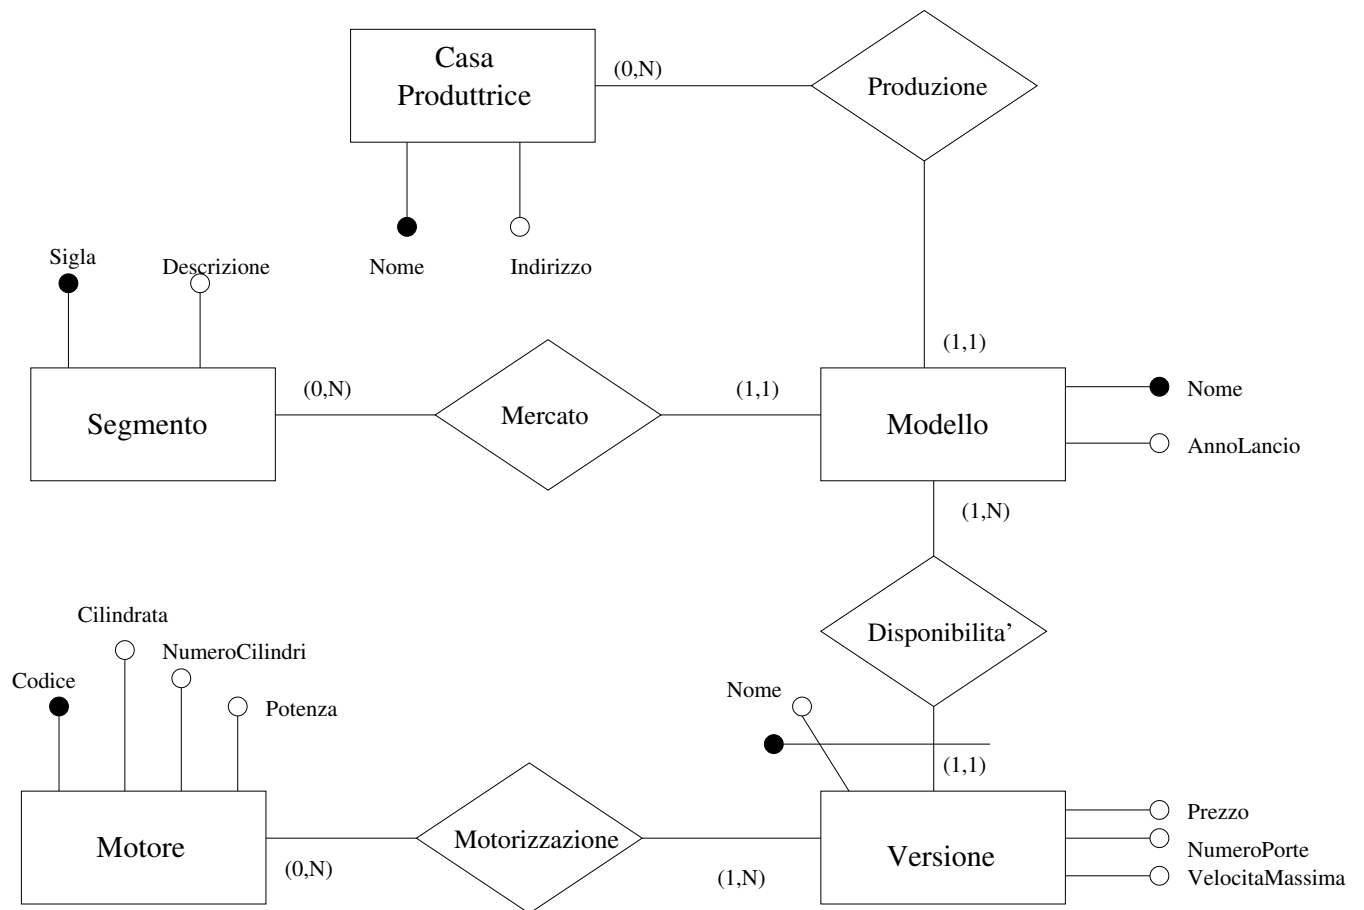 Casa
Produttrice
(0,N)
Produzione
Nome
Indirizzo
Sigla
Descrizione
(1,1)
Segmento
(0,N)
Mercato
(1,1)
Modello
Nome
AnnoLancio
(1,N)
Cilindrata
NumeroCilindri
Codice
Potenza
Disponibilita’
Nome
(1,1)
Motore
(0,N)
Motorizzazione
(1,N)
Versione
Prezzo
NumeroPorte
VelocitaMassima